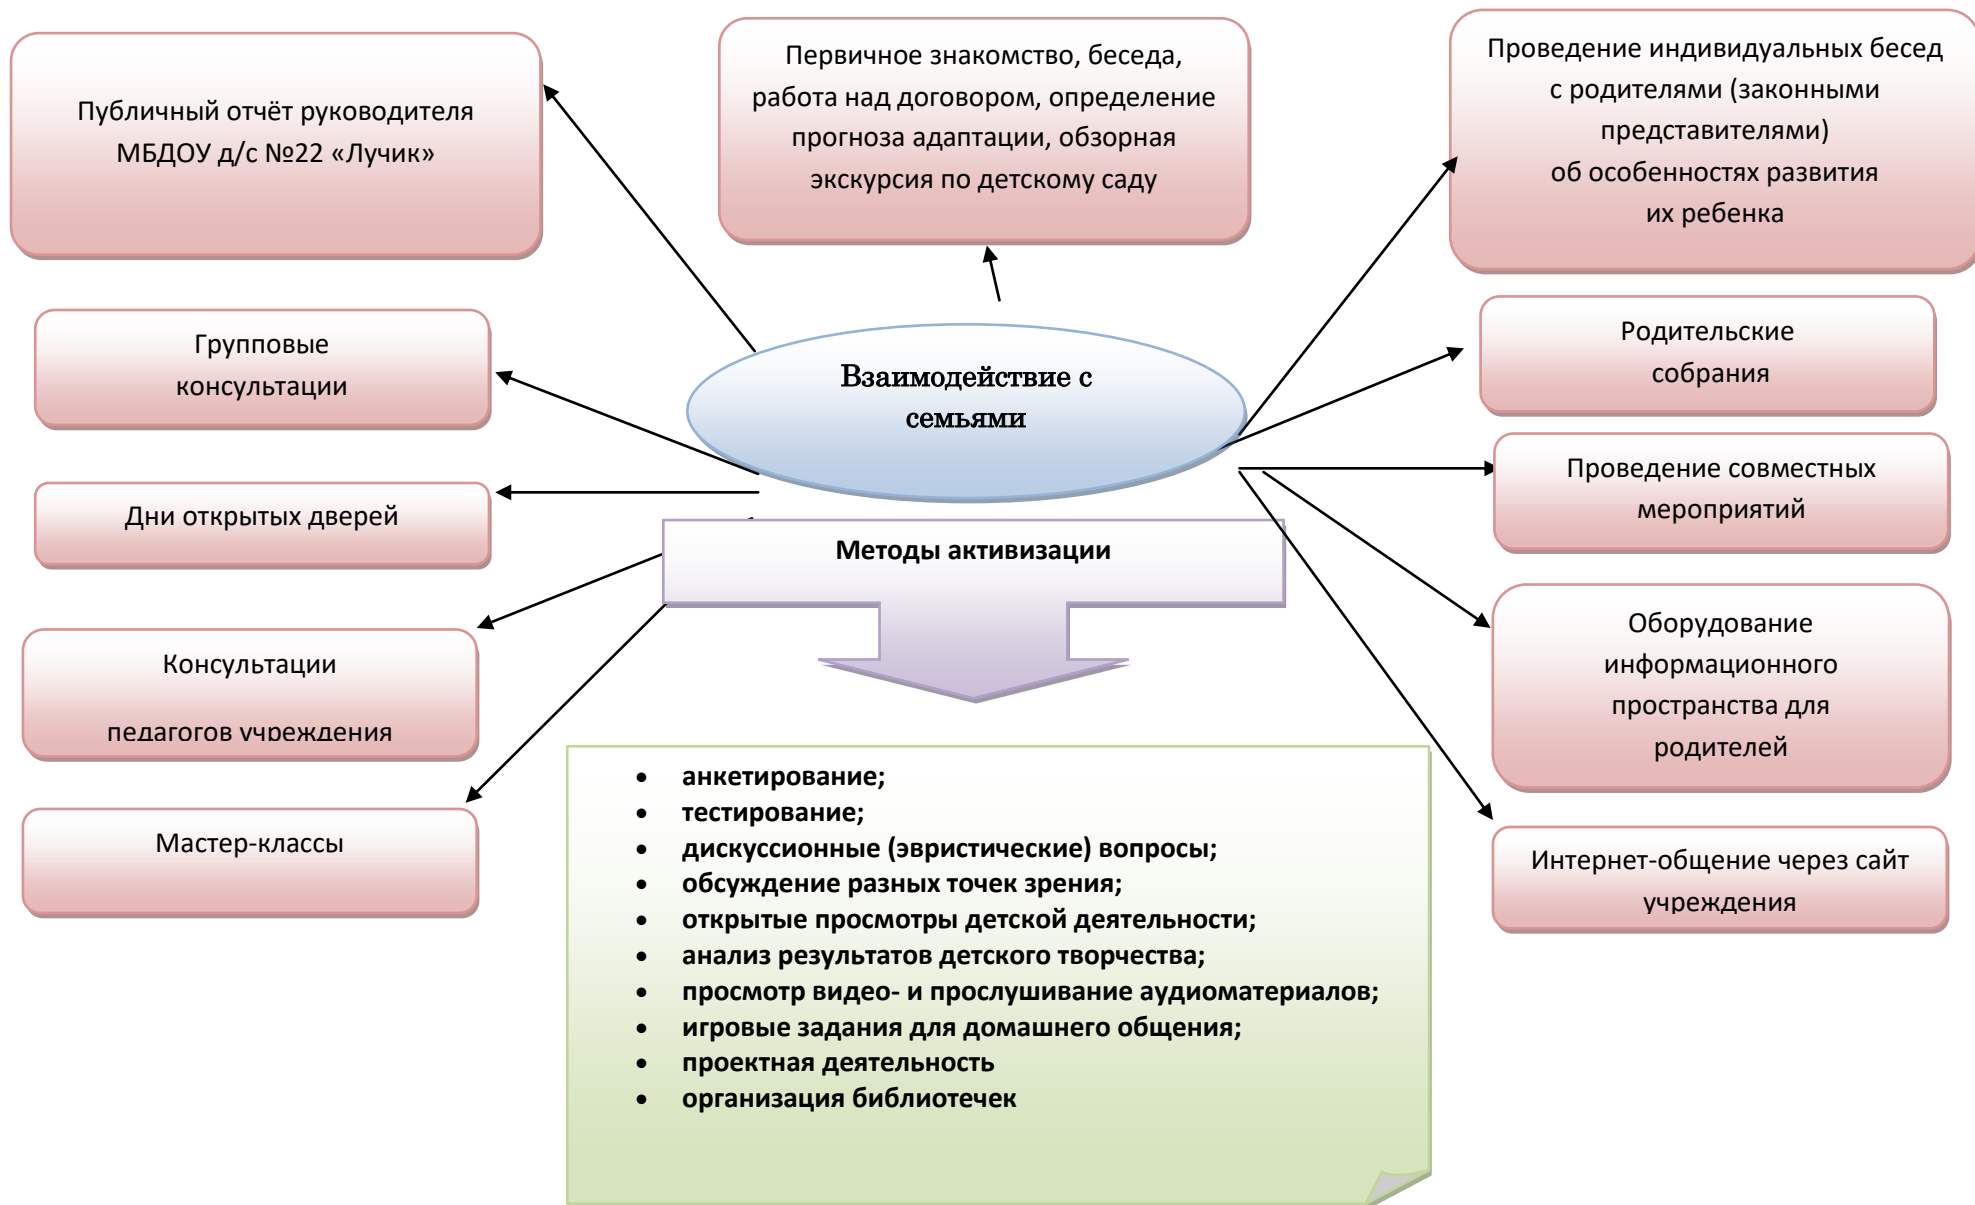 Публичный отчёт руководителя
МБДОУ д/с №22 «Лучик»
Первичное знакомство, беседа,
работа над договором, определение
прогноза адаптации, обзорная
экскурсия по детскому саду
Проведение индивидуальных бесед
с родителями (законными
представителями)
об особенностях развития
их ребенка
Групповые
консультации
Взаимодействие с
семьями
Родительские
собрания
Дни открытых дверей
Проведение совместных
мероприятий
Методы активизации
Консультации
педагогов учреждения
Оборудование
информационного
пространства для
родителей
Мастер-классы
Интернет-общение через сайт
учреждения
• анкетирование;
• тестирование;
• дискуссионные (эвристические) вопросы;
• обсуждение разных точек зрения;
• открытые просмотры детской деятельности;
• анализ результатов детского творчества;
• просмотр видео- и прослушивание аудиоматериалов;
• игровые задания для домашнего общения;
• проектная деятельность
• организация библиотечек